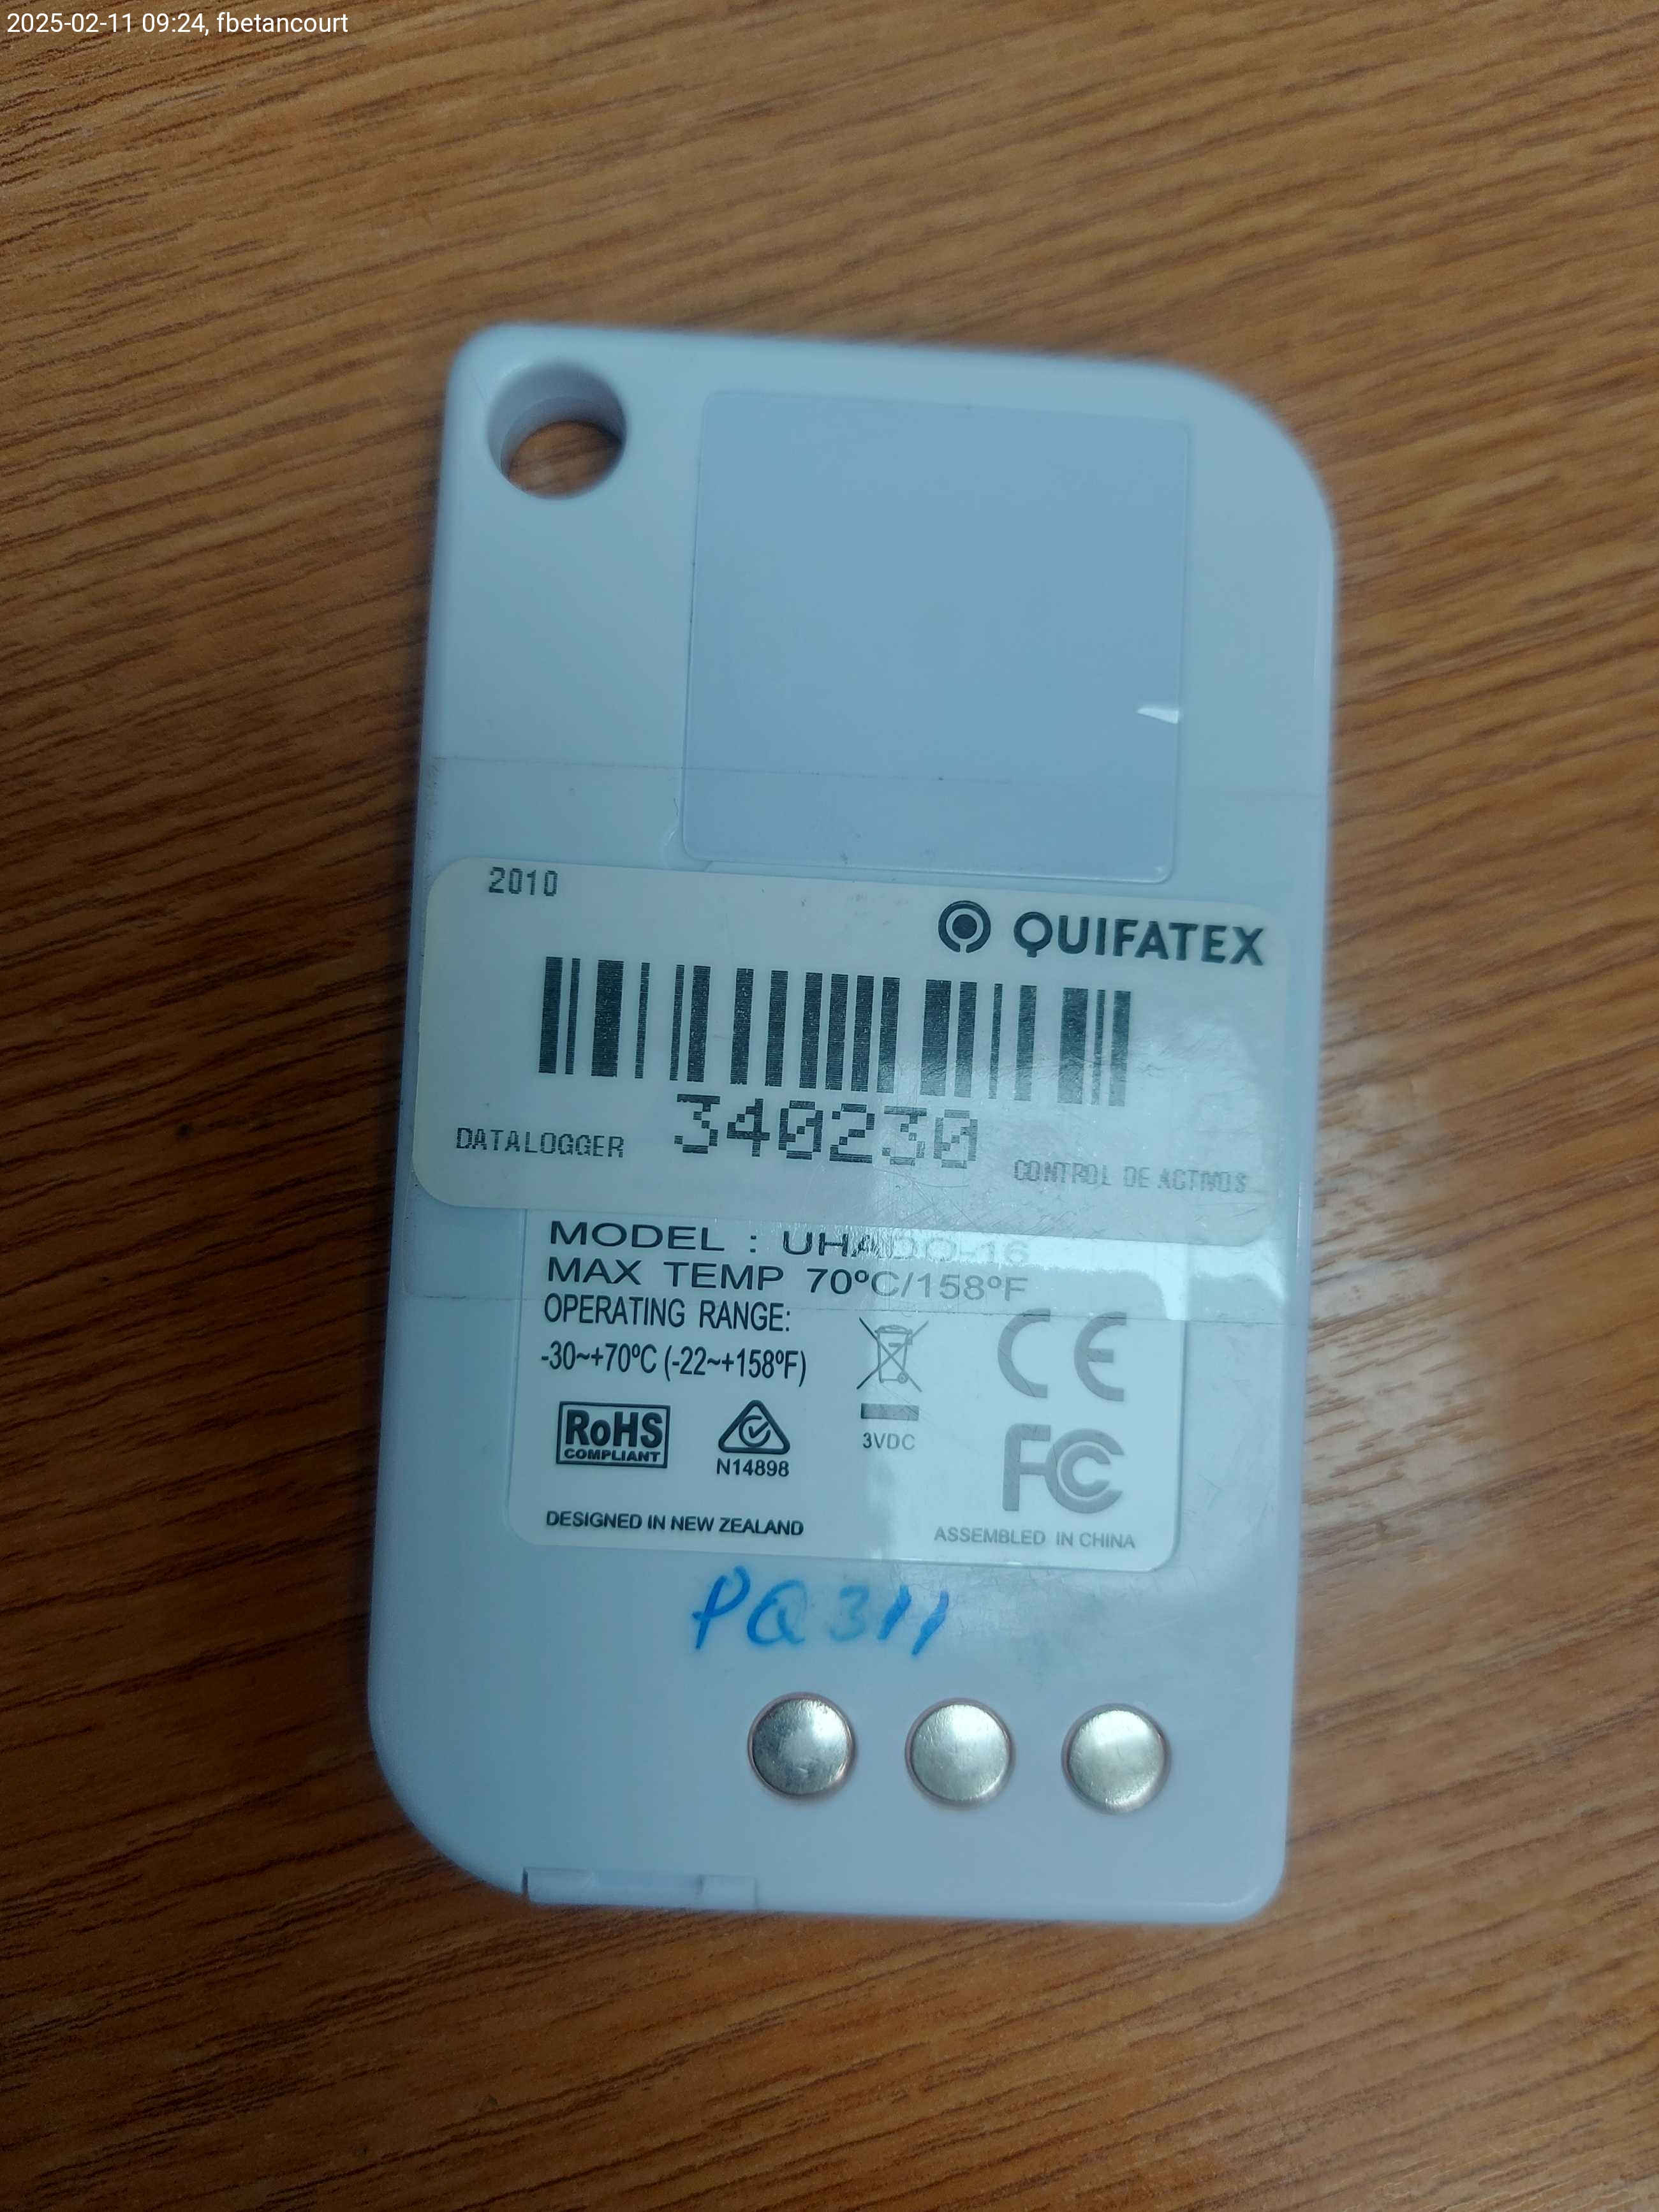 2025-02-11 09:24, fbetancourt
2010
QUIFATEX
340230
DATALOGGER
CONTROL DE ACTIVOS
MODEL : UHADO-16
MAX TEMP 70ºC/158ºF
OPERATING RANGE:
-30~+70ºC (-22~+158ºF)
CE
RoHS
COMPLIANT
N14898
3VDC
FC
DESIGNED IN NEW ZEALAND
ASSEMBLED IN CHINA
PQ311